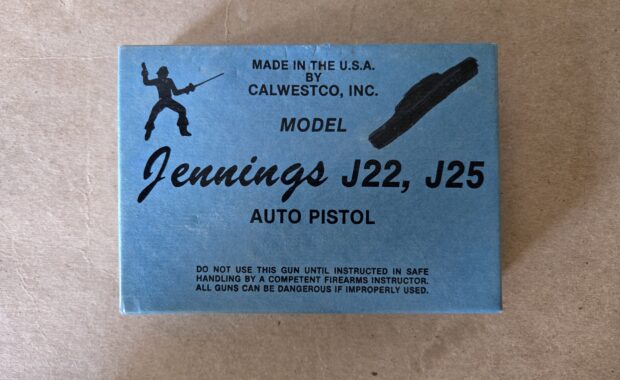 MADE IN THE U.S.A.
BY
CALWESTCO, INC.
MODEL
Jennings J22, J25
AUTO PISTOL
DO NOT USE THIS GUN UNTIL INSTRUCTED IN SAFE
HANDLING BY A COMPETENT FIREARMS INSTRUCTOR.
ALL GUNS CAN BE DANGEROUS IF IMPROPERLY USED.